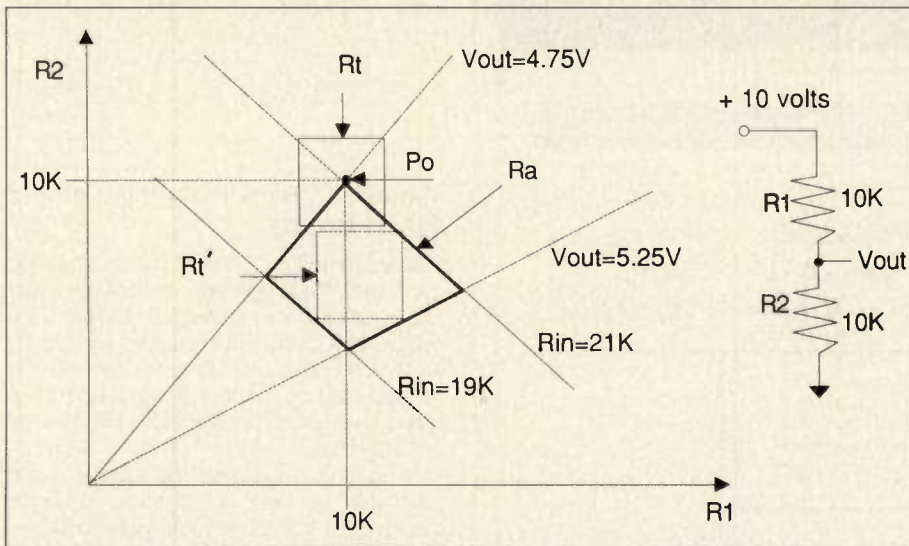 R2
Rt
Vout=4.75V
+ 10 volts
10K
Po
Ra
R1
10K
Vout=5.25V
Vout
Rt'
R2
10K
Rin=21K
Rin=19K
10K
R1